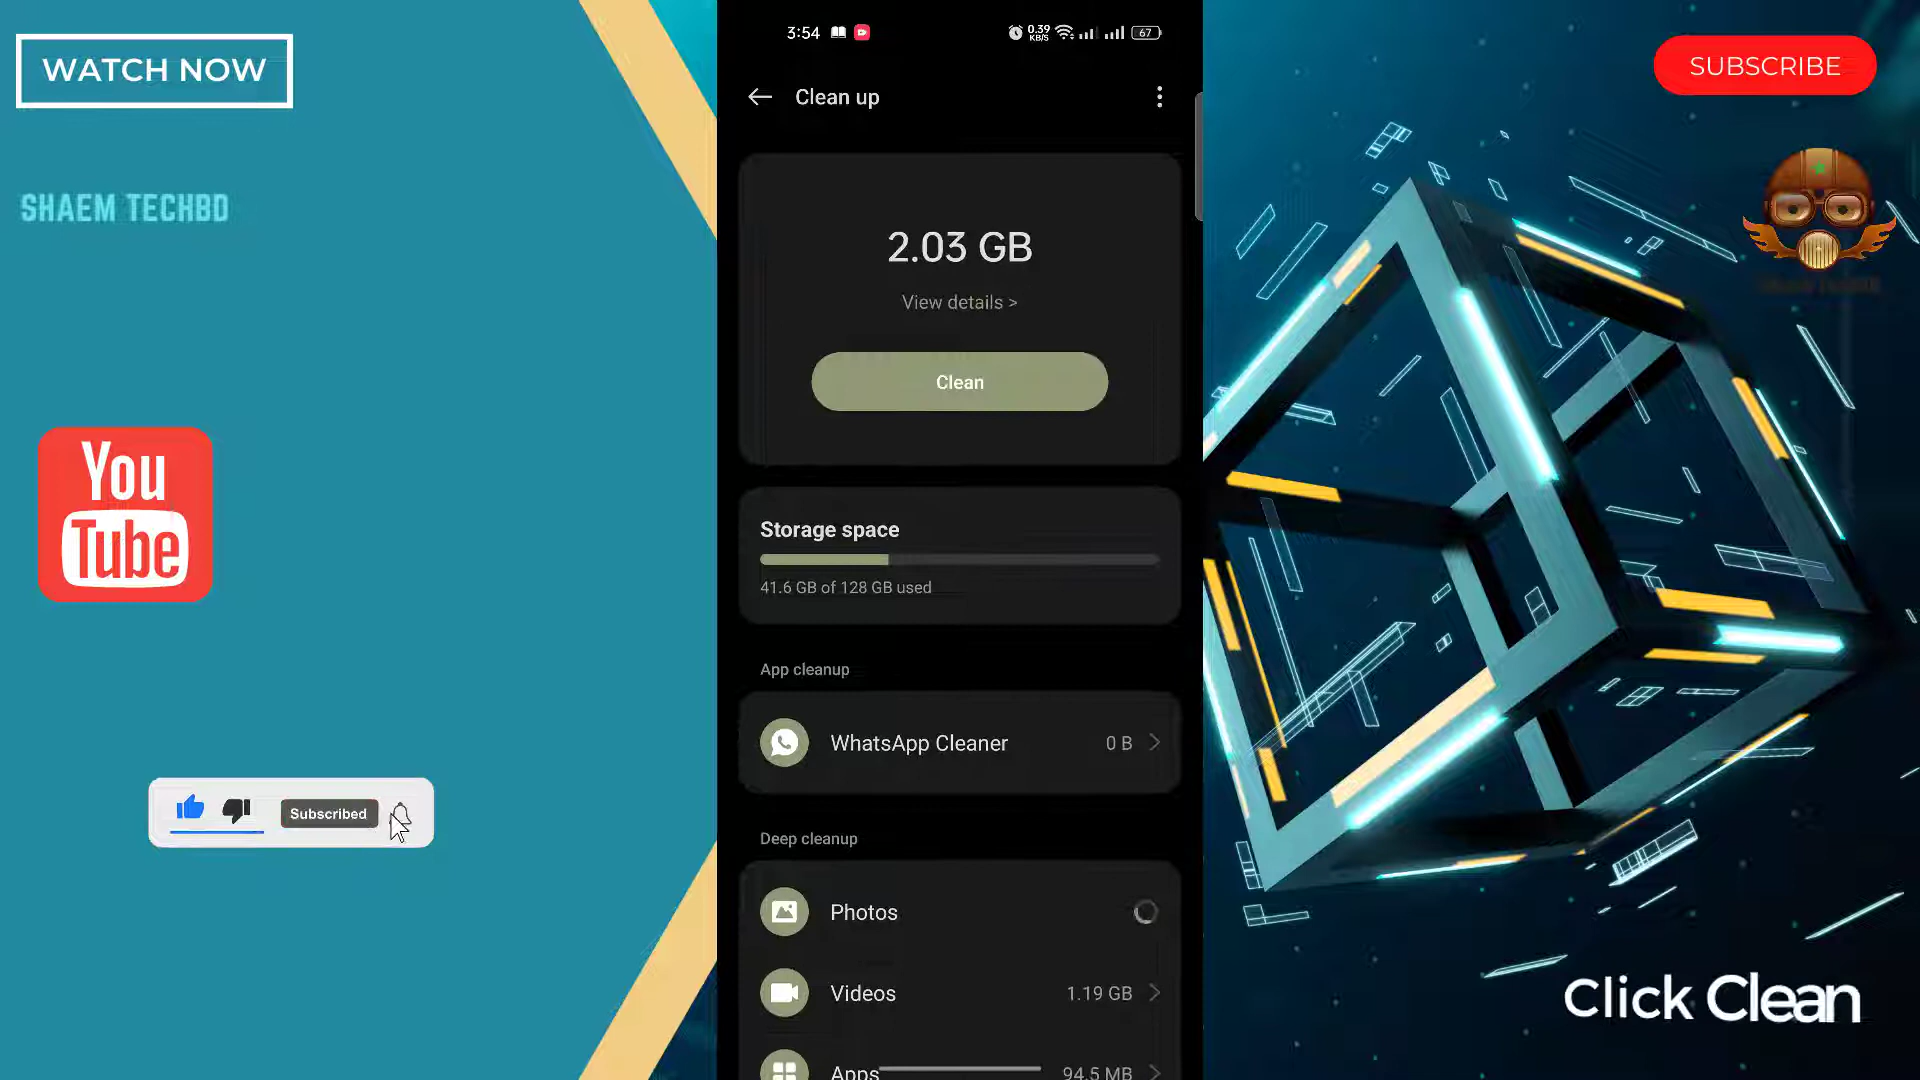 WATCH NOW
SHAEM TECHBD
You
Tube
Subscribed
3:54
0.39
KB/S
67
Clean up
2.03 GB
View details >
Clean
Storage space
41.6 GB of 128 GB used
App cleanup
WhatsApp Cleaner
0 B
Deep cleanup
Photos
Videos
1.19 GB
Apps
94.5 MB
SUBSCRIBE
Click Clean